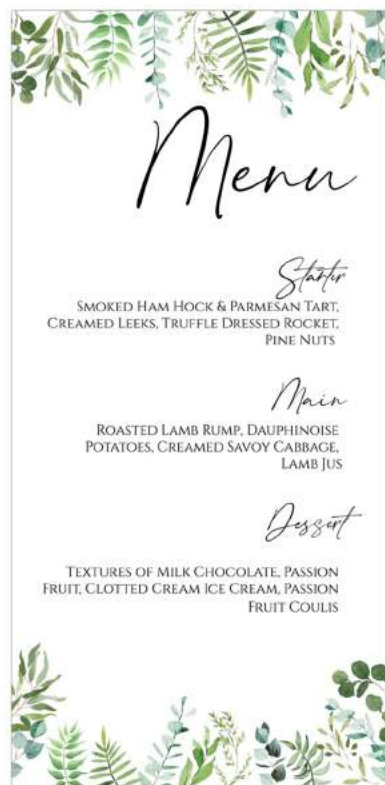 Menu
Starter
SMOKED HAM HOCK & PARMESAN TART,
CREAMED LEEKS, TRUFFLE DRESSED ROCKET,
PINE NUTS
Main
ROASTED LAMB RUMP, DAUPHINOISE
POTATOES, CREAMED SAVOY CABBAGE,
LAMB JUS
Dessert
TEXTURES OF MILK CHOCOLATE, PASSION
FRUIT, CLOTTED CREAM ICE CREAM, PASSION
FRUIT COULIS